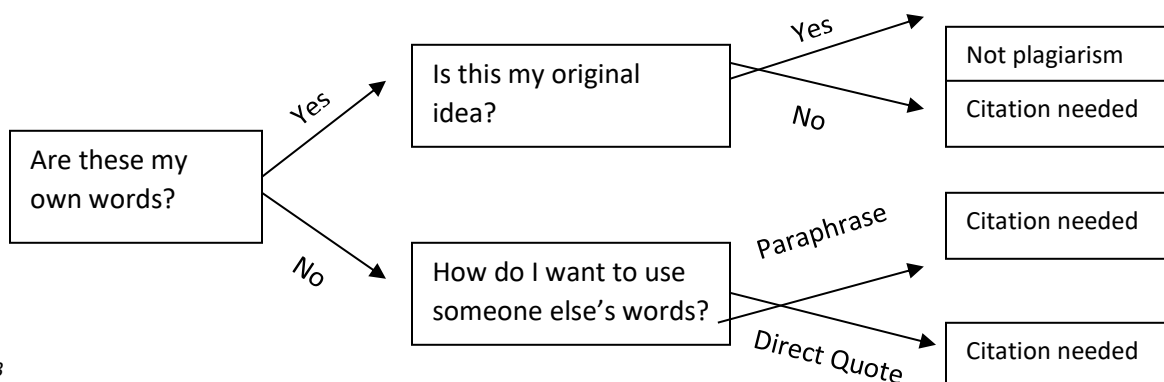 Are these my
own words?
Yes
No
Is this my original
idea?
Yes
No
Not plagiarism
Citation needed
How do I want to use
someone else’s words?
Paraphrase
Direct Quote
Citation needed
Citation needed
3